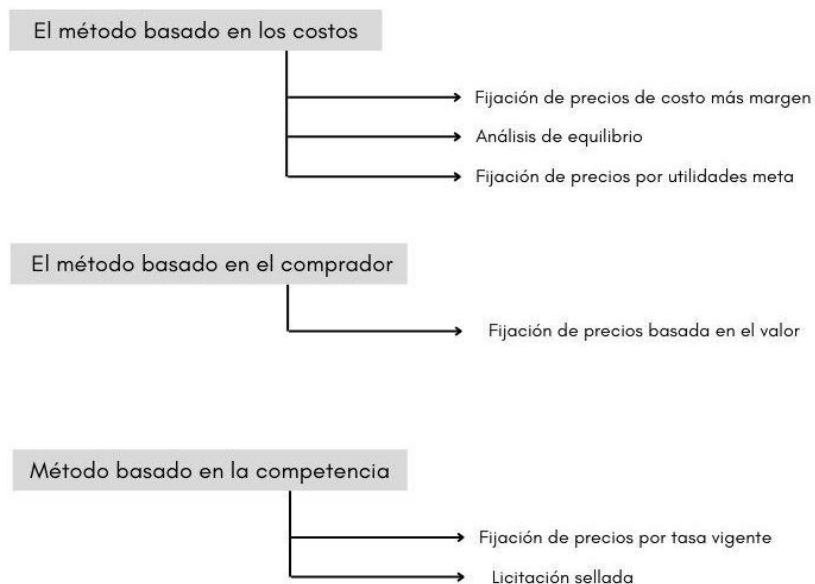 El método basado en los costos
Fijación de precios de costo más margen
Análisis de equilibrio
Fijación de precios por utilidades meta
El método basado en el comprador
Fijación de precios basada en el valor
Método basado en la competencia
Fijación de precios por tasa vigente
Licitación sellada